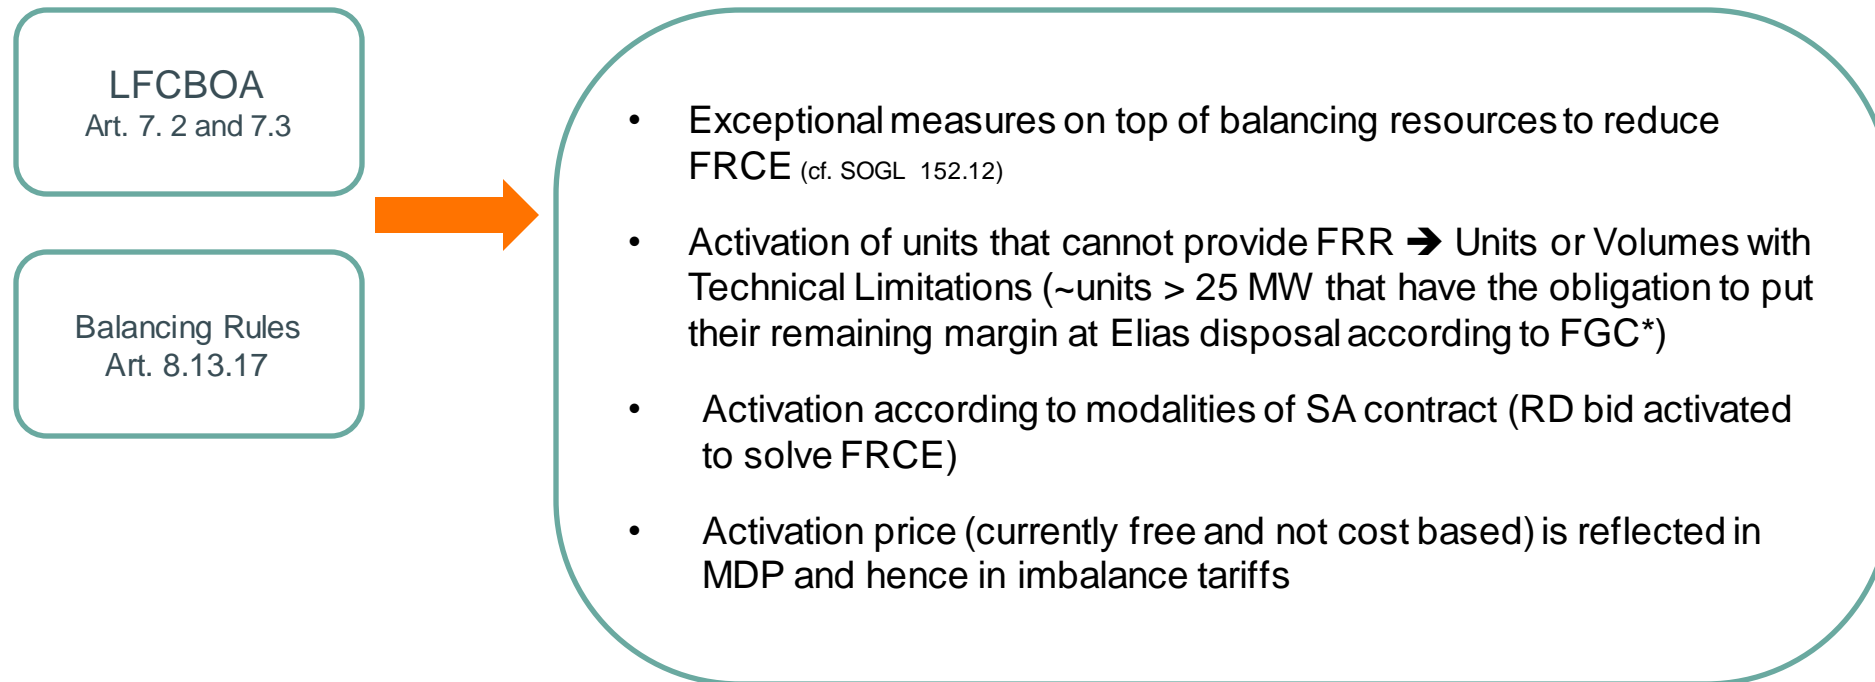 LFCBOA
Art. 7. 2 and 7.3
Balancing Rules
Art. 8.13.17
• Exceptional measures on top of balancing resources to reduce
FRCE (cf. SOGL 152.12)
• Activation of units that cannot provide FRR ➔ Units or Volumes with
Technical Limitations (~units > 25 MW that have the obligation to put
their remaining margin at Elias disposal according to FGC*)
• Activation according to modalities of SA contract (RD bid activated
to solve FRCE)
• Activation price (currently free and not cost based) is reflected in
MDP and hence in imbalance tariffs